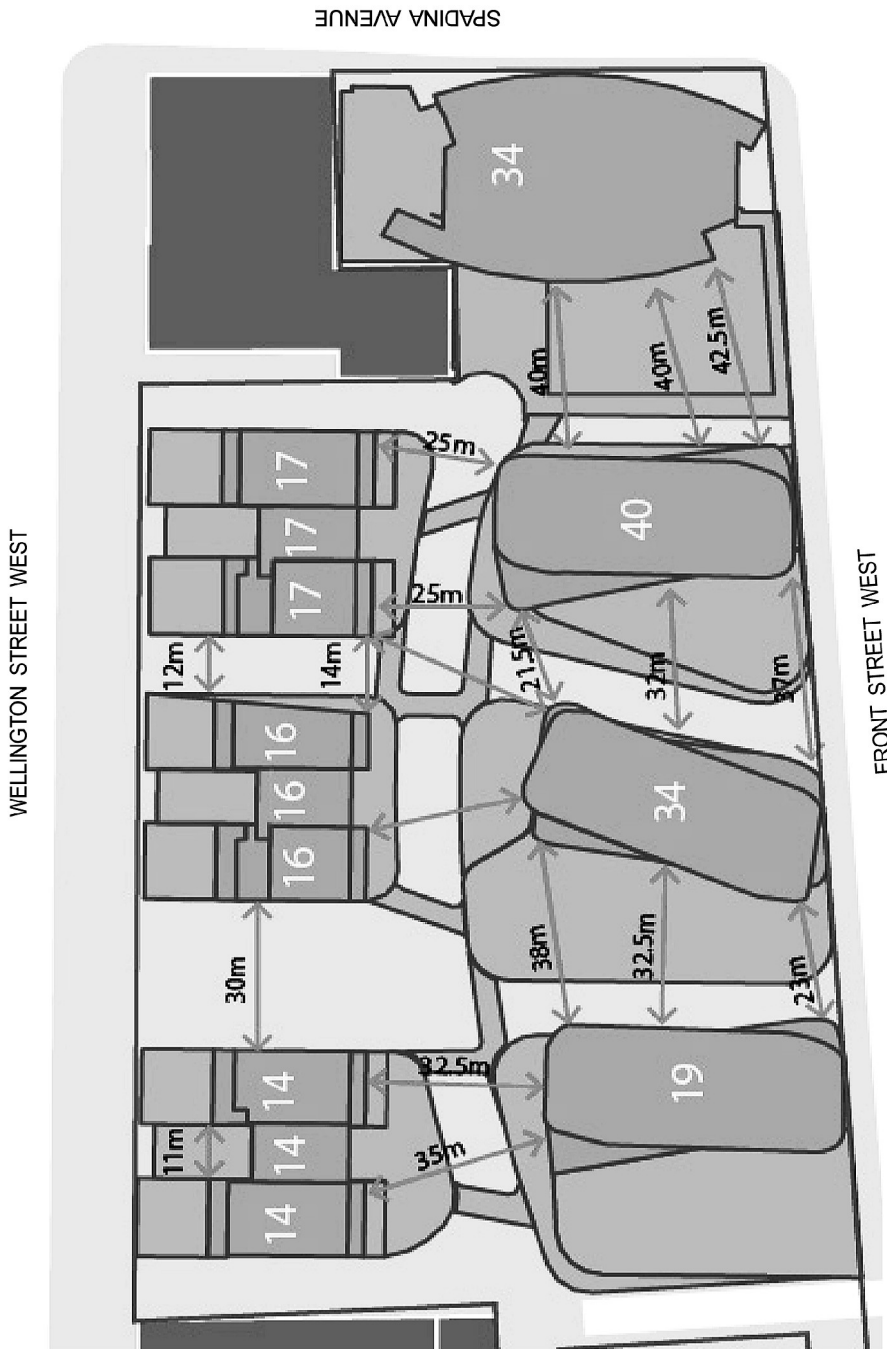 SPADINA AVENUE
WELLINGTON STREET WEST
FRONT STREET WEST
34
40m
40m
42.5m
17
25m
17
40
17
25m
12m
14m
21.5m
32m
37m
16
16
34
16
30m
38m
32.5m
23m
14
32.5m
19
11m
14
35m
14